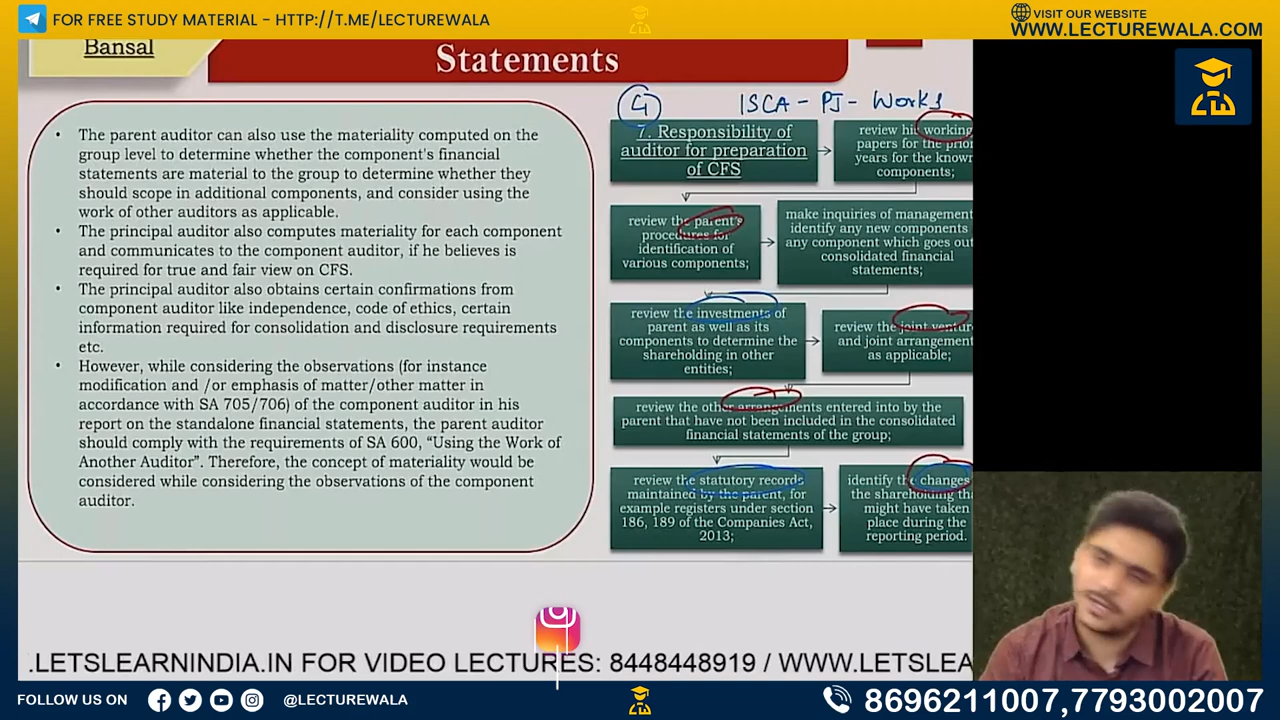 FOR FREE STUDY MATERIAL - HTTP://T.ME/LECTUREWALA
VISIT OUR WEBSITE
WWW.LECTUREWALA.COM
Bansal
Statements
• The parent auditor can also use the materiality computed on the
group level to determine whether the component's financial
statements are material to the group to determine whether they
should scope in additional components, and consider using the
work of other auditors as applicable.
• The principal auditor also computes materiality for each component
and communicates to the component auditor, if he believes is
required for true and fair view on CFS.
• The principal auditor also obtains certain confirmations from
component auditor like independence, code of ethics, certain
information required for consolidation and disclosure requirements
etc.
• However, while considering the observations (for instance
modification and /or emphasis of matter/other matter in
accordance with SA 705/706) of the component auditor in his
report on the standalone financial statements, the parent auditor
should comply with the requirements of SA 600, “Using the Work of
Another Auditor”. Therefore, the concept of materiality would be
considered while considering the observations of the component
auditor.
ISCA - PJ - Works
7. Responsibility of
auditor for preparation
of CFS
review his working
papers for the prior
years for the known
components;
review the parent's
procedures for
identification of
various components;
make inquiries of management
identify any new components
any component which goes out
consolidated financial
statements;
review the investments of
parent as well as its
components to determine the
shareholding in other
entities;
review the joint ventur
and joint arrangement
as applicable;
review the other arrangements entered into by the
parent that have not been included in the consolidated
financial statements of the group;
review the statutory records
maintained by the parent, for
example registers under section
186, 189 of the Companies Act,
2013;
identify the changes
the shareholding tha
might have taken
place during the
reporting period.
.LETSLEARNINDIA.IN FOR VIDEO LECTURES: 8448448919 / WWW.LETSLEA
FOLLOW US ON
@LECTUREWALA
8696211007,7793002007